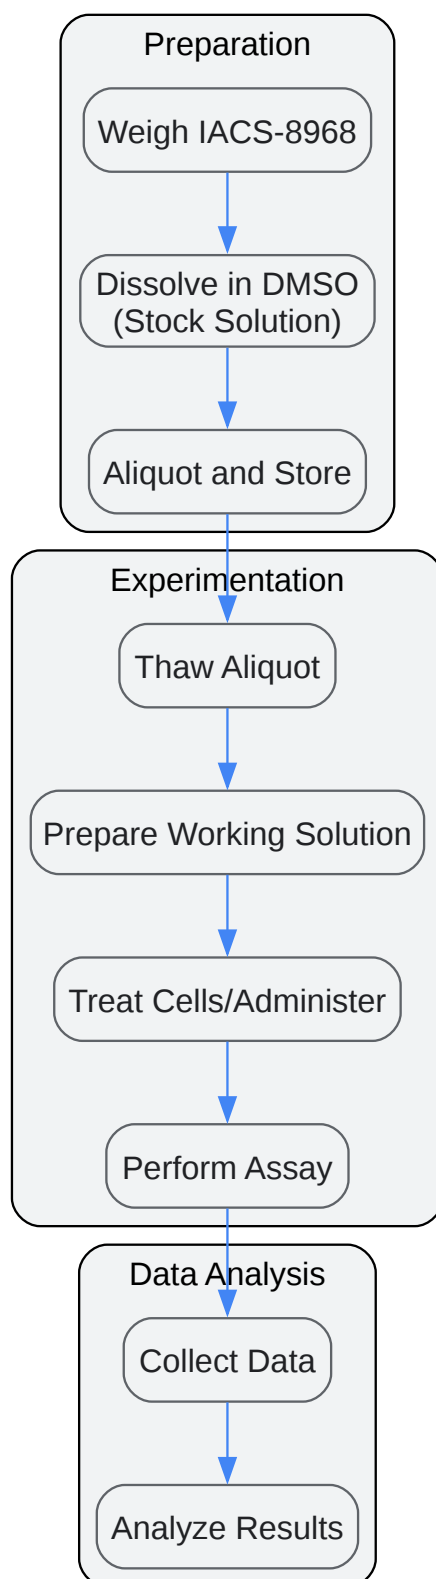 Preparation
Weigh IACS-8968
Dissolve in DMSO
(Stock Solution)
Aliquot and Store
Experimentation
Thaw Aliquot
Prepare Working Solution
Treat Cells/Administer
Perform Assay
Data Analysis
Collect Data
Analyze Results